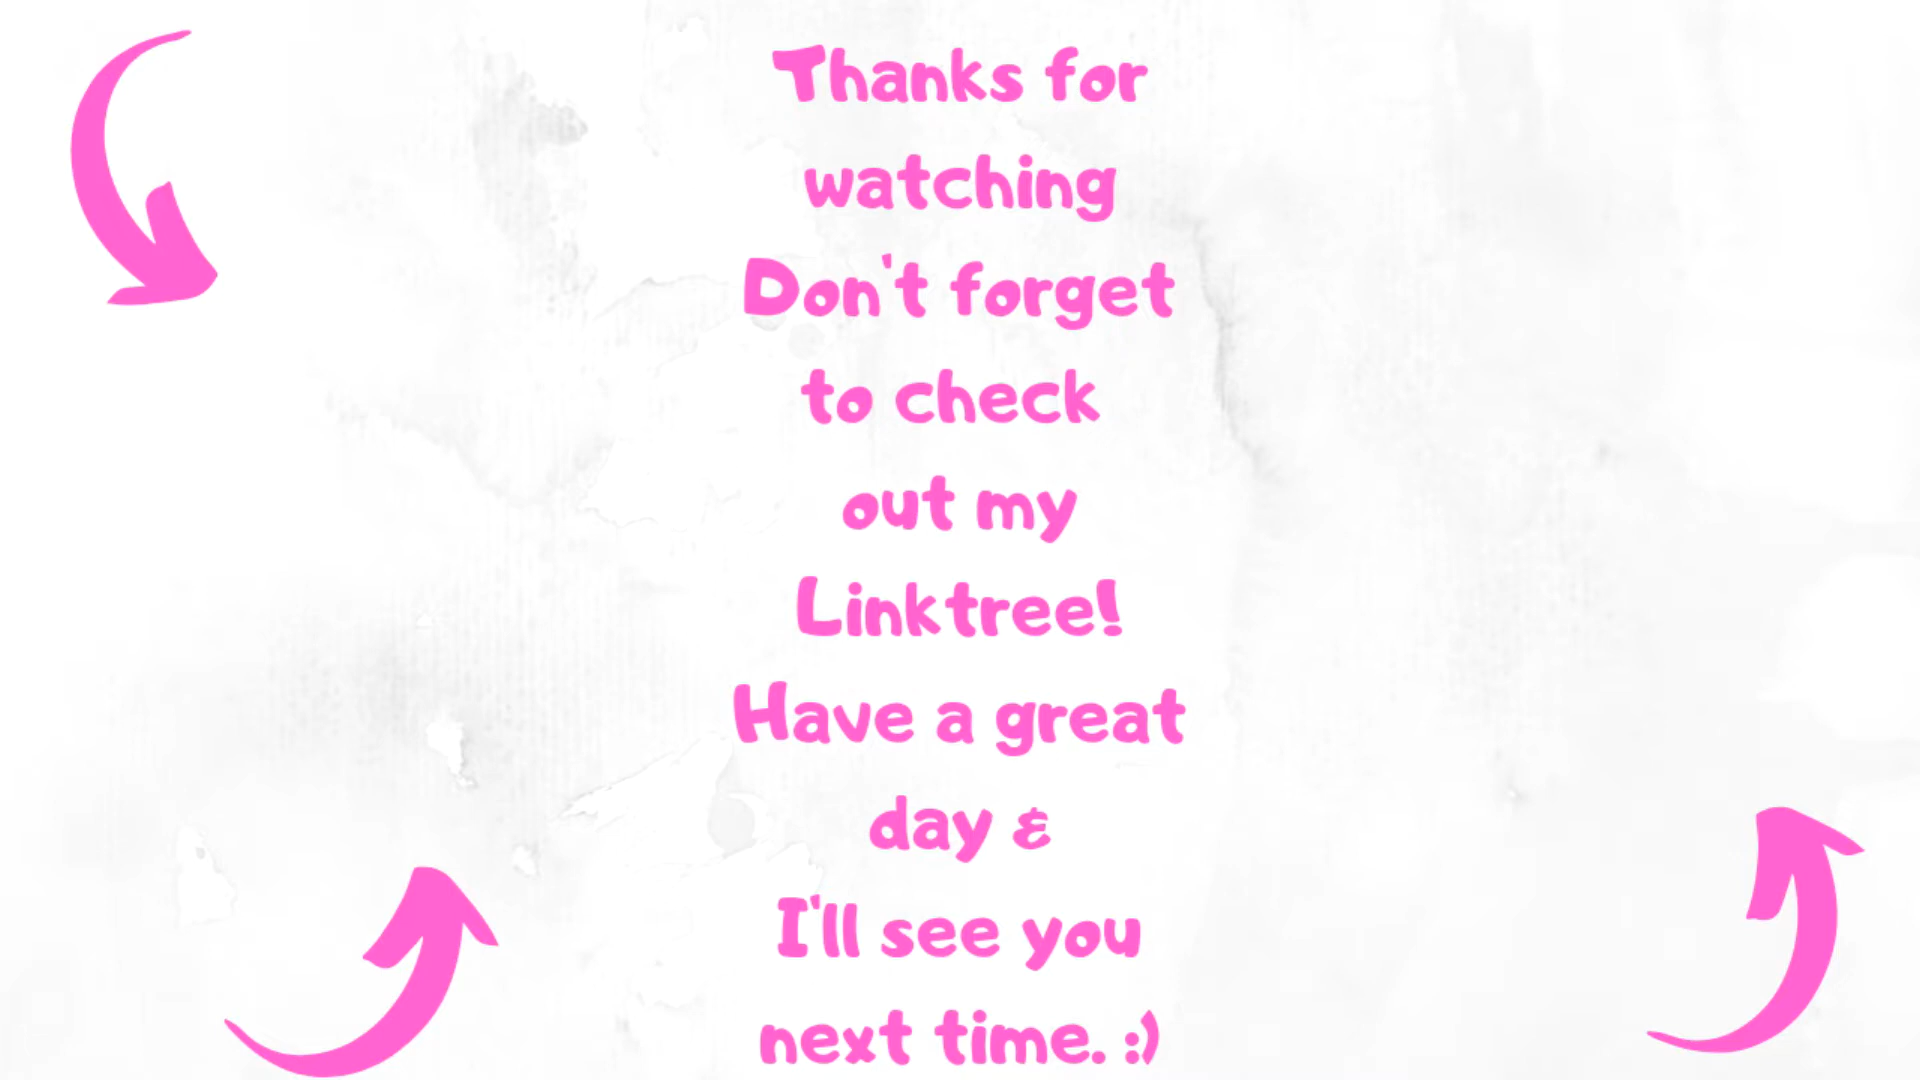 Thanks for
watching
Don't forget
to check
out my
Linktree!
Have a great
day &
I'll see you
next time. :)